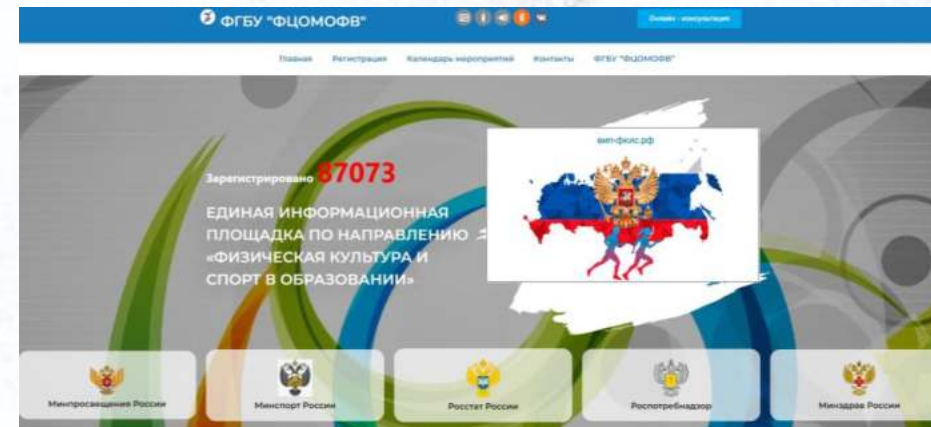 ФГБУ "ФЦОМОФВ"
Онлайн - консультация
Главная Регистрация Календарь мероприятий Контакты ФГБУ "ФЦОМОФВ"
еип-фкис.рф
Зарегистрировано 87073
ЕДИНАЯ ИНФОРМАЦИОННАЯ
ПЛОЩАДКА ПО НАПРАВЛЕНИЮ
«ФИЗИЧЕСКАЯ КУЛЬТУРА И
СПОРТ В ОБРАЗОВАНИИ»
Минпросвещения России
Минспорт России
Росстат России
Роспотребнадзор
Минздрав России